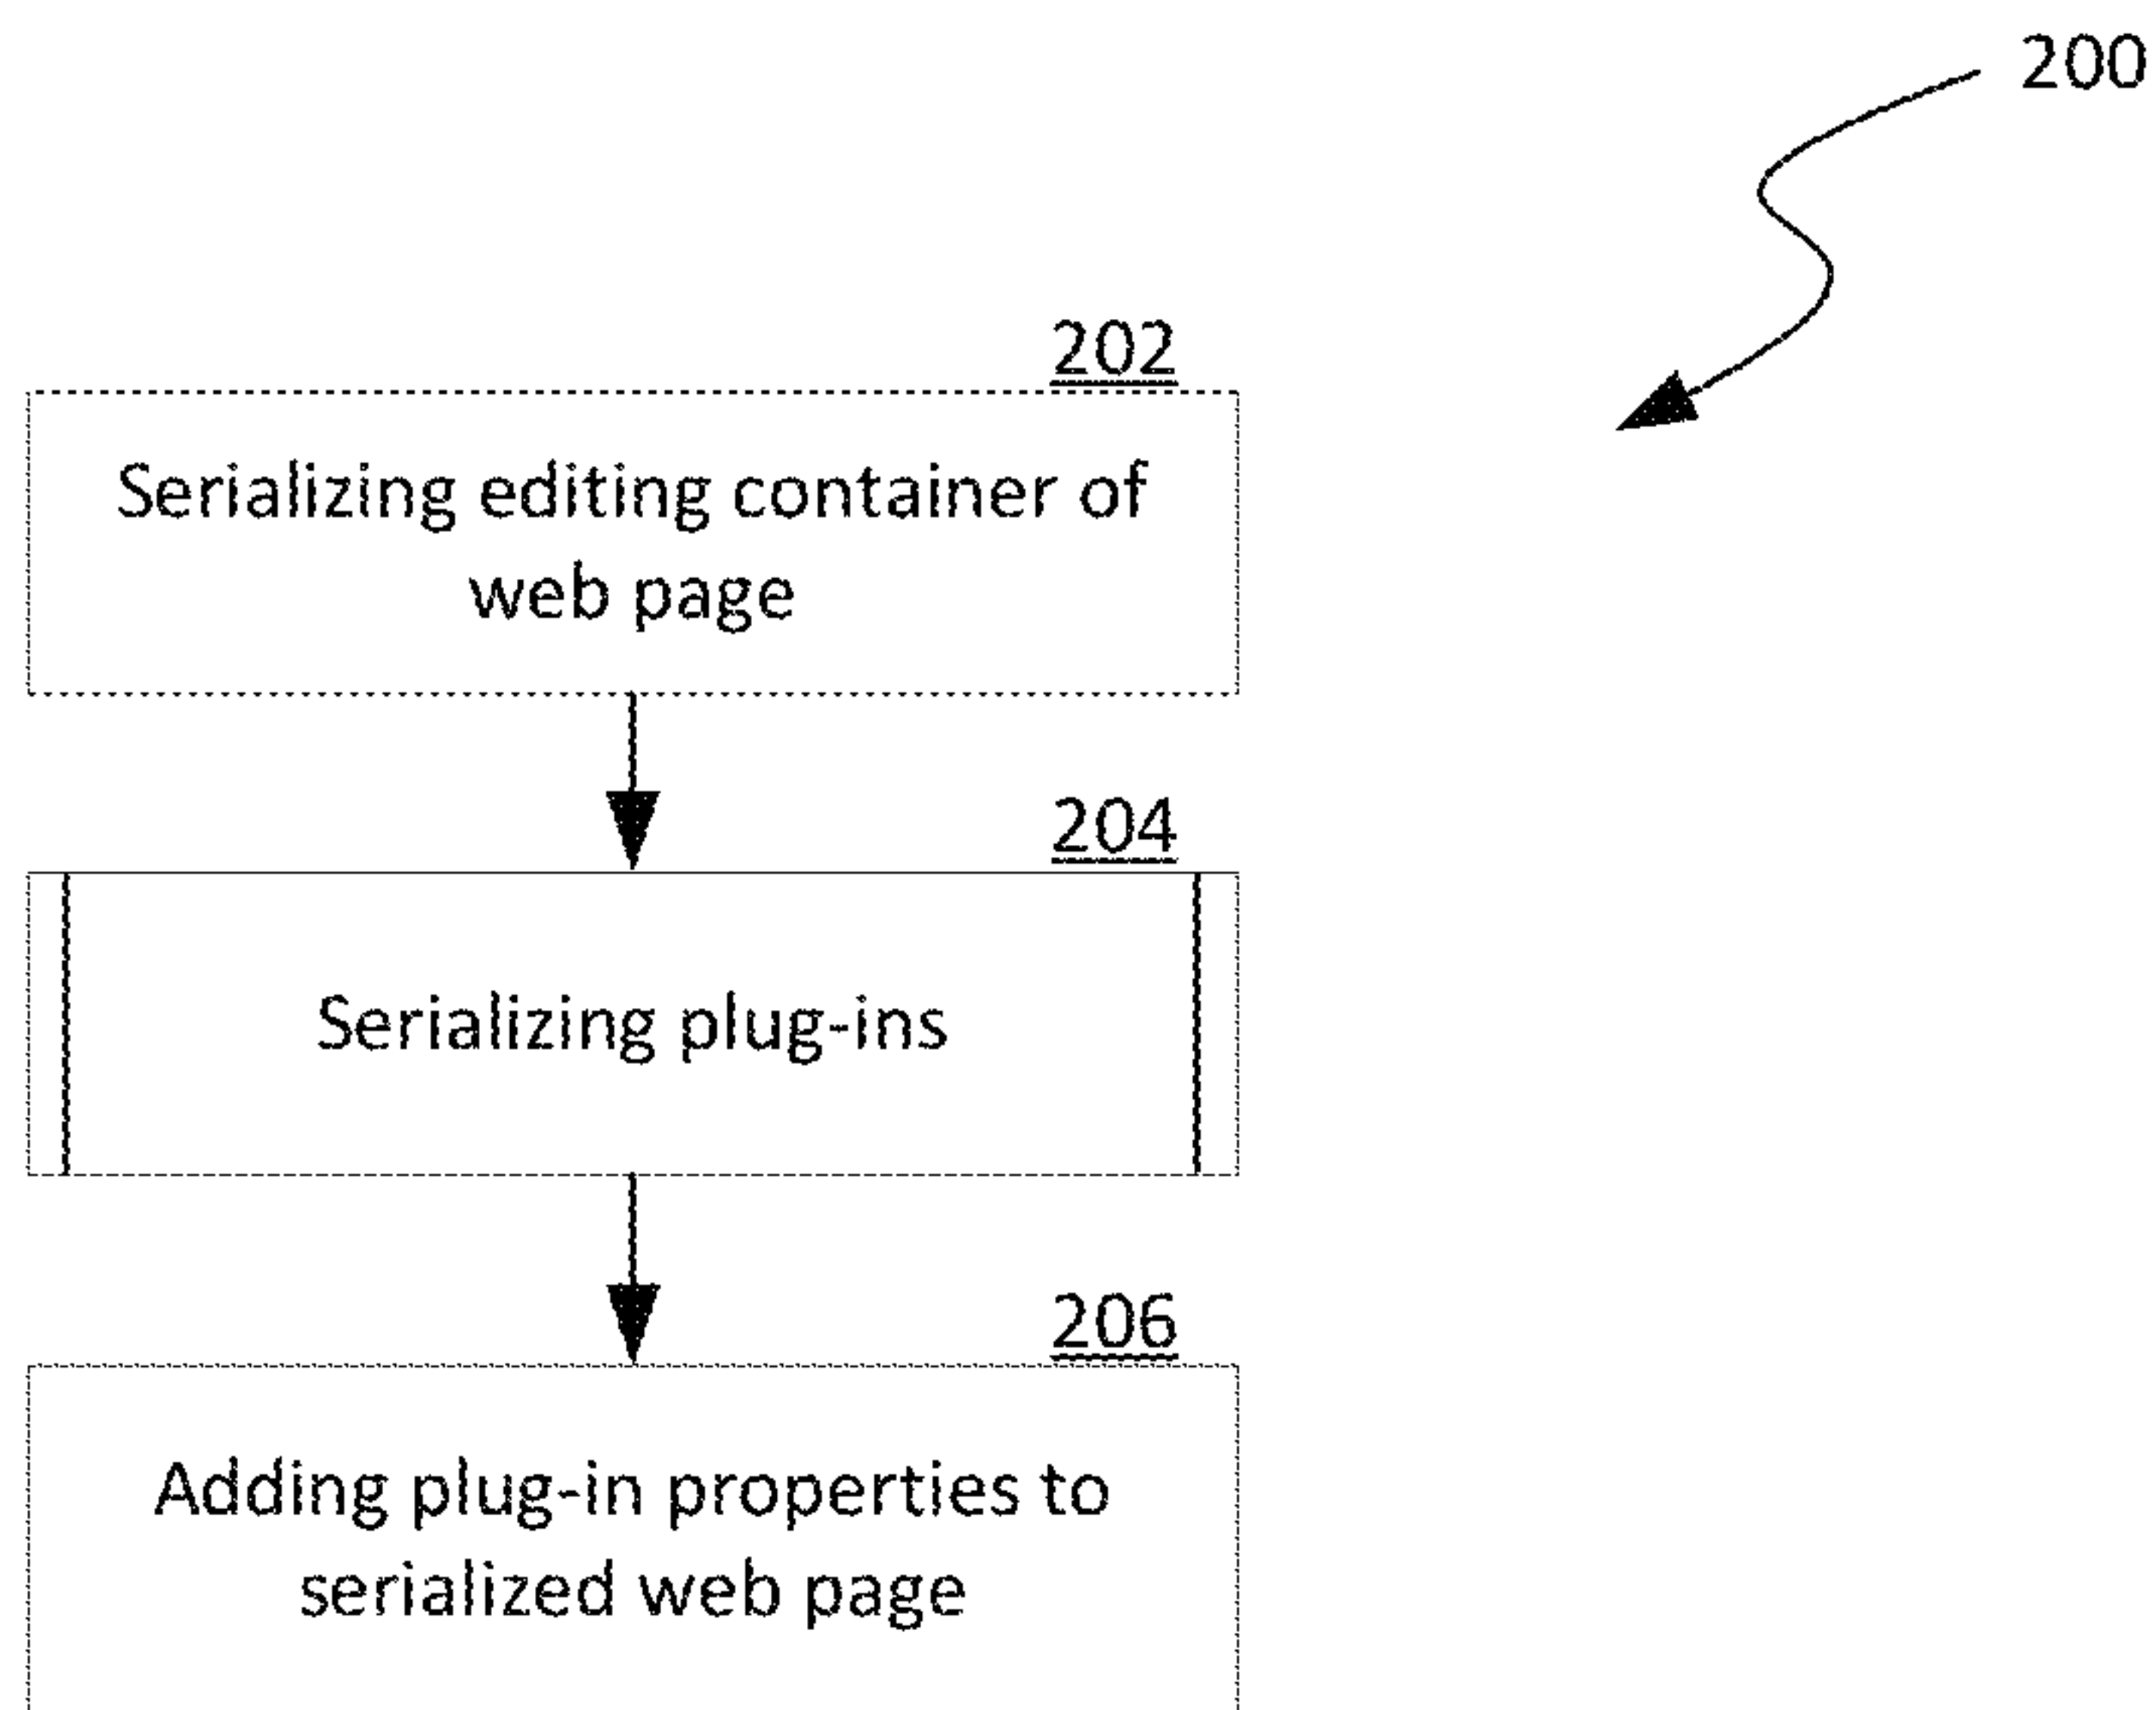 200
202
Serializing editing container of
web page
204
Serializing plug-ins
206
Adding plug-in properties to
serialized web page